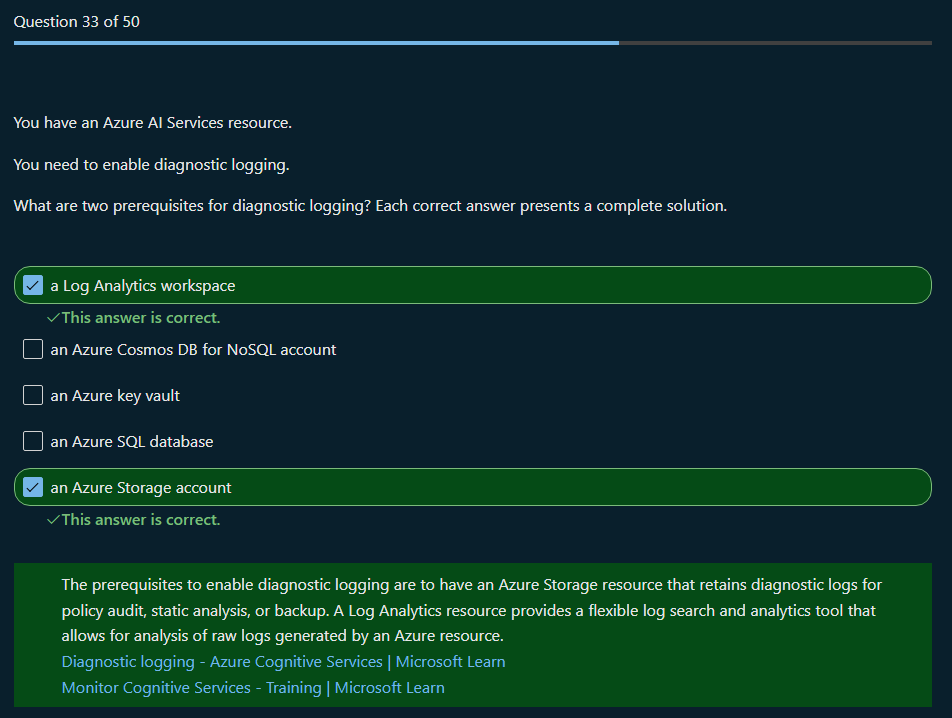 Question 33 of 50
You have an Azure AI Services resource.
You need to enable diagnostic logging.
What are two prerequisites for diagnostic logging? Each correct answer presents a complete solution.
a Log Analytics workspace
This answer is correct.
an Azure Cosmos DB for NoSQL account
an Azure key vault
an Azure SQL database
an Azure Storage account
This answer is correct.
The prerequisites to enable diagnostic logging are to have an Azure Storage resource that retains diagnostic logs for
policy audit, static analysis, or backup. A Log Analytics resource provides a flexible log search and analytics tool that
allows for analysis of raw logs generated by an Azure resource.
Diagnostic logging - Azure Cognitive Services | Microsoft Learn
Monitor Cognitive Services - Training | Microsoft Learn